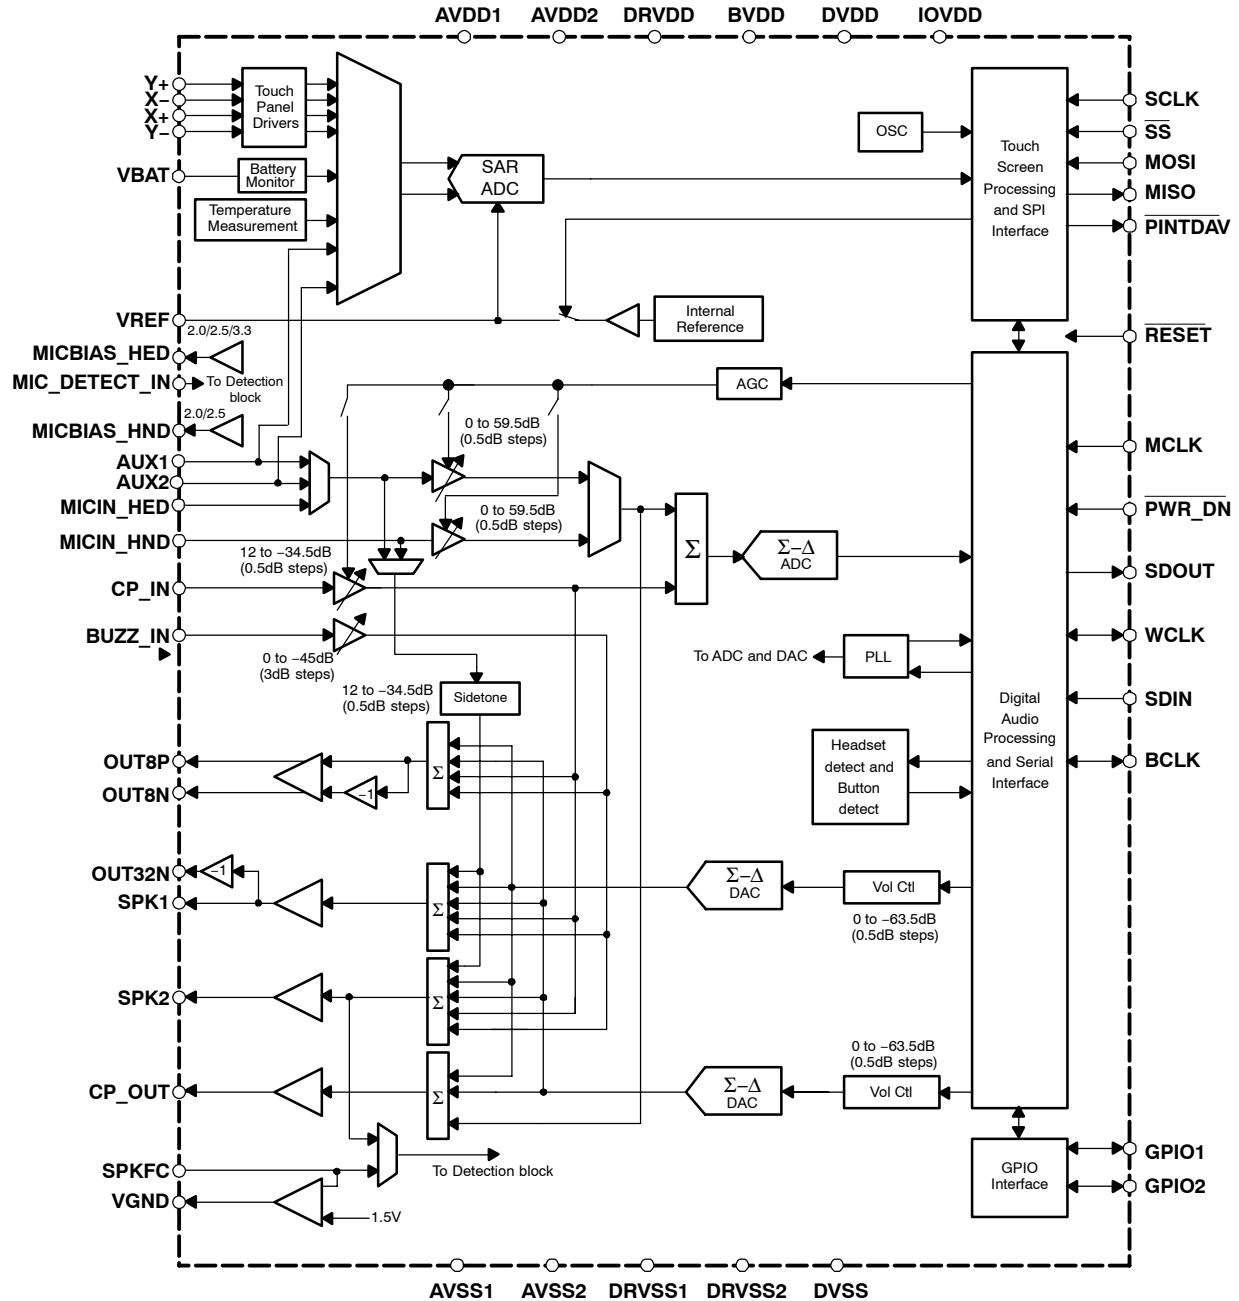 AVDD1 AVDD2 DRVDD BVDD DVDD IOVDD
Y+
X−
X+
Y−
Touch
Panel
Drivers
VBAT
Battery
Monitor
Temperature
Measurement
SAR
ADC
OSC
Touch
Screen
Processing
and SPI
Interface
SCLK
SS
MOSI
MISO
PINTDAV
VREF
Internal
Reference
RESET
2.0/2.5/3.3
MICBIAS_HED
MIC_DETECT_IN
To Detection
block
2.0/2.5
MICBIAS_HND
AGC
0 to 59.5dB
(0.5dB steps)
AUX1
AUX2
MICIN_HED
MICIN_HND
0 to 59.5dB
(0.5dB steps)
12 to −34.5dB
(0.5dB steps)
CP_IN
Σ
Σ−Δ
ADC
MCLK
PWR_DN
SDOUT
WCLK
SDIN
BCLK
BUZZ_IN
0 to −45dB
(3dB steps)
12 to −34.5dB
(0.5dB steps)
Sidetone
To ADC and DAC
PLL
Digital
Audio
Processing
and Serial
Interface
Headset
detect and
Button
detect
OUT8P
OUT8N
−1
Σ
OUT32N
−1
SPK1
Σ
Σ−Δ
DAC
Vol Ctl
0 to −63.5dB
(0.5dB steps)
SPK2
Σ
0 to −63.5dB
(0.5dB steps)
CP_OUT
Σ
Σ−Δ
DAC
Vol Ctl
SPKFC
To Detection block
VGND
1.5V
GPIO
Interface
GPIO1
GPIO2
AVSS1 AVSS2 DRVSS1 DRVSS2 DVSS